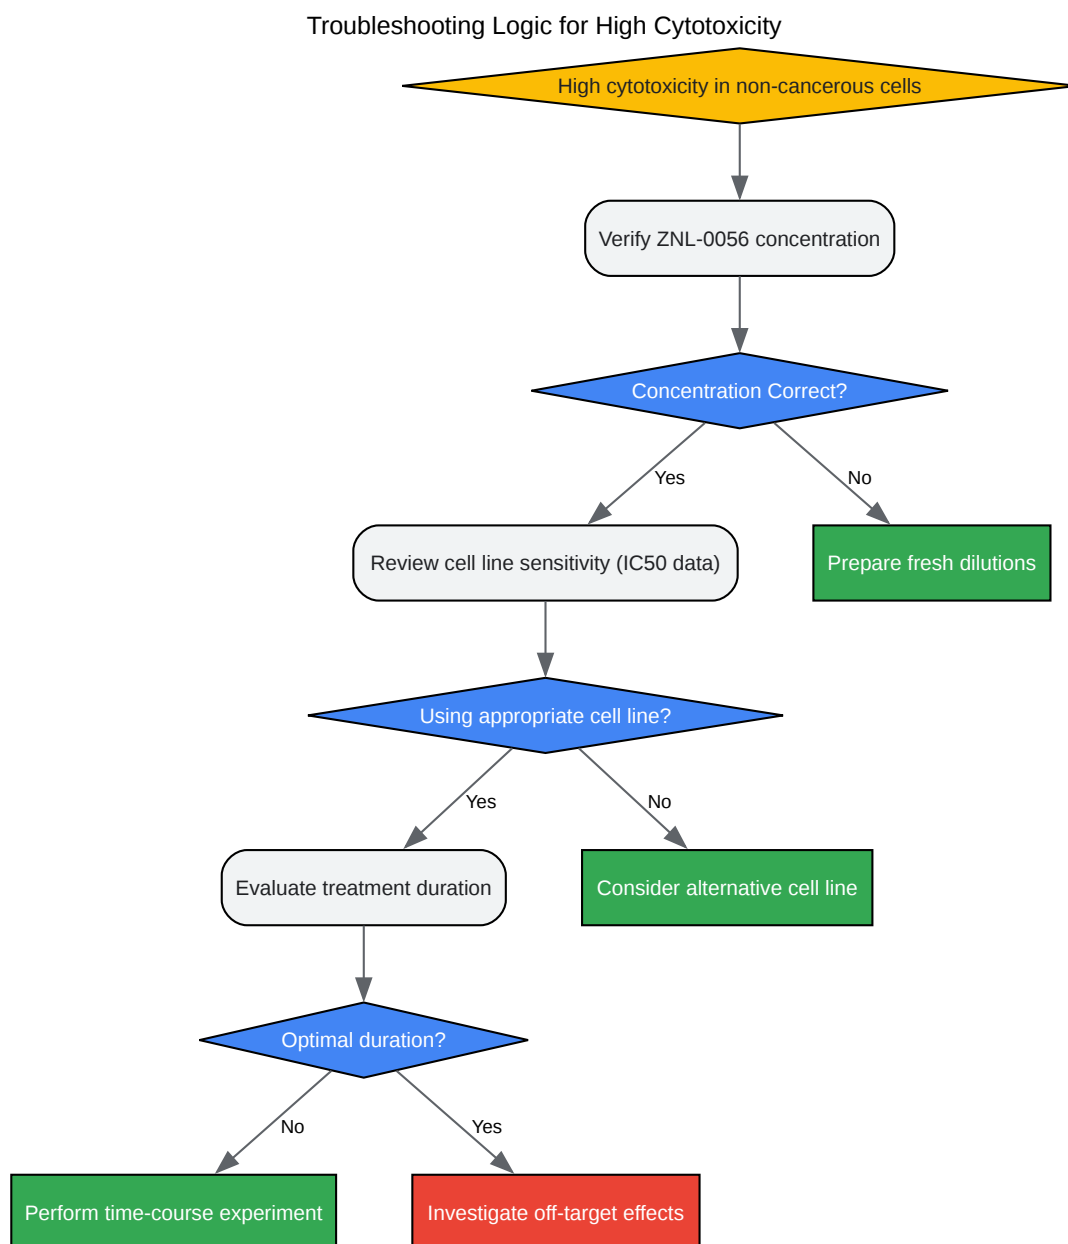 Troubleshooting Logic for High Cytotoxicity
High cytotoxicity in non-cancerous cells
Verify ZNL-0056 concentration
Concentration Correct?
Yes
No
Review cell line sensitivity (IC50 data)
Prepare fresh dilutions
Using appropriate cell line?
Yes
No
Evaluate treatment duration
Consider alternative cell line
Optimal duration?
No
Yes
Perform time-course experiment
Investigate off-target effects